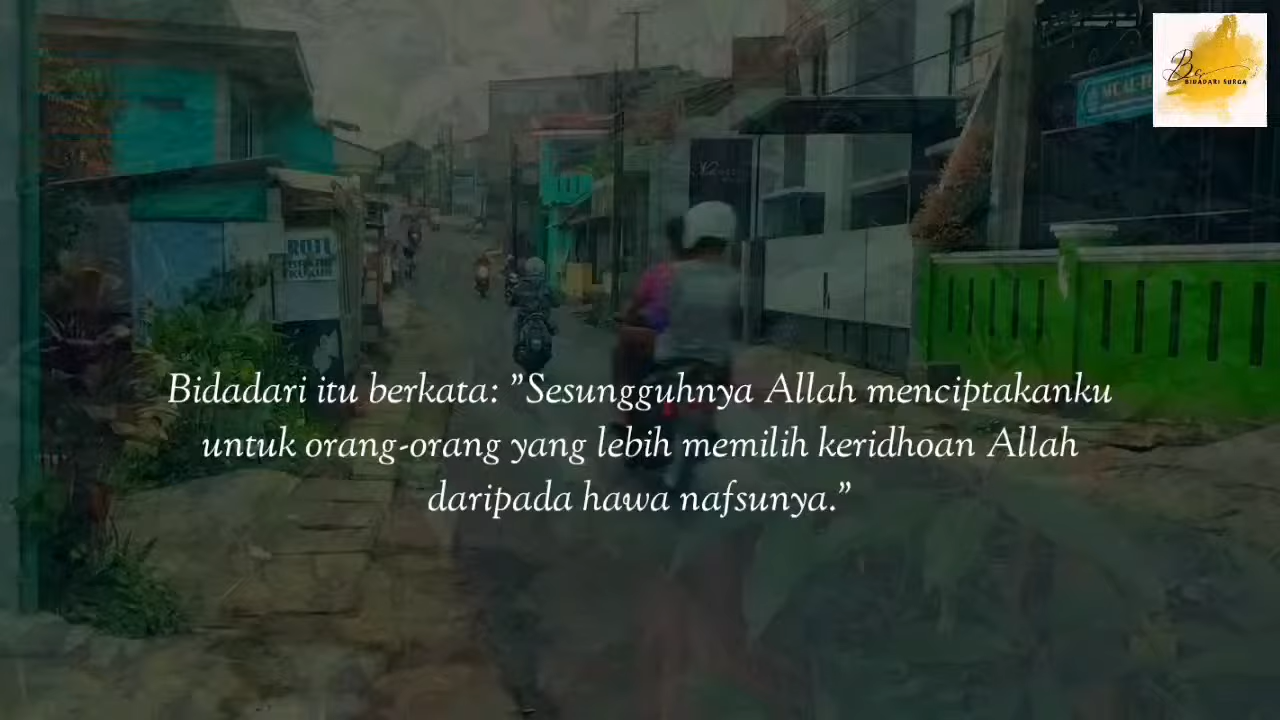 BIDADARI SURGA
ROTI
Bidadari itu berkata: ”Sesungguhnya Allah menciptakanku
untuk orang-orang yang lebih memilih keridhoan Allah
daripada hawa nafsunya.”